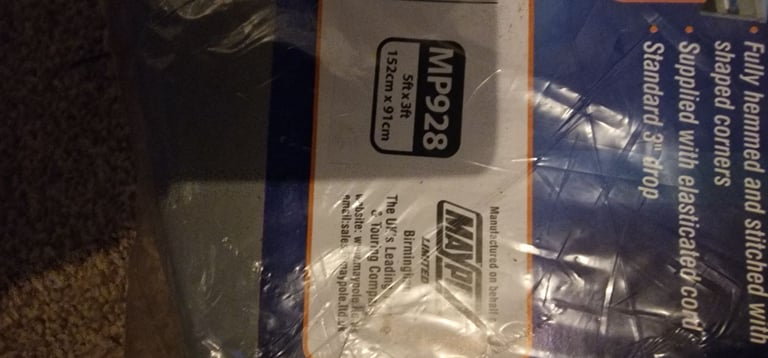 • Fully hemmed and stitched with
shaped corners
• Supplied with elasticated cord
• Standard 3" drop
MP928
5ft x 3ft
152cm x 91cm
Manufactured on behalf
LIMITED
The UK's Leading
& Touring